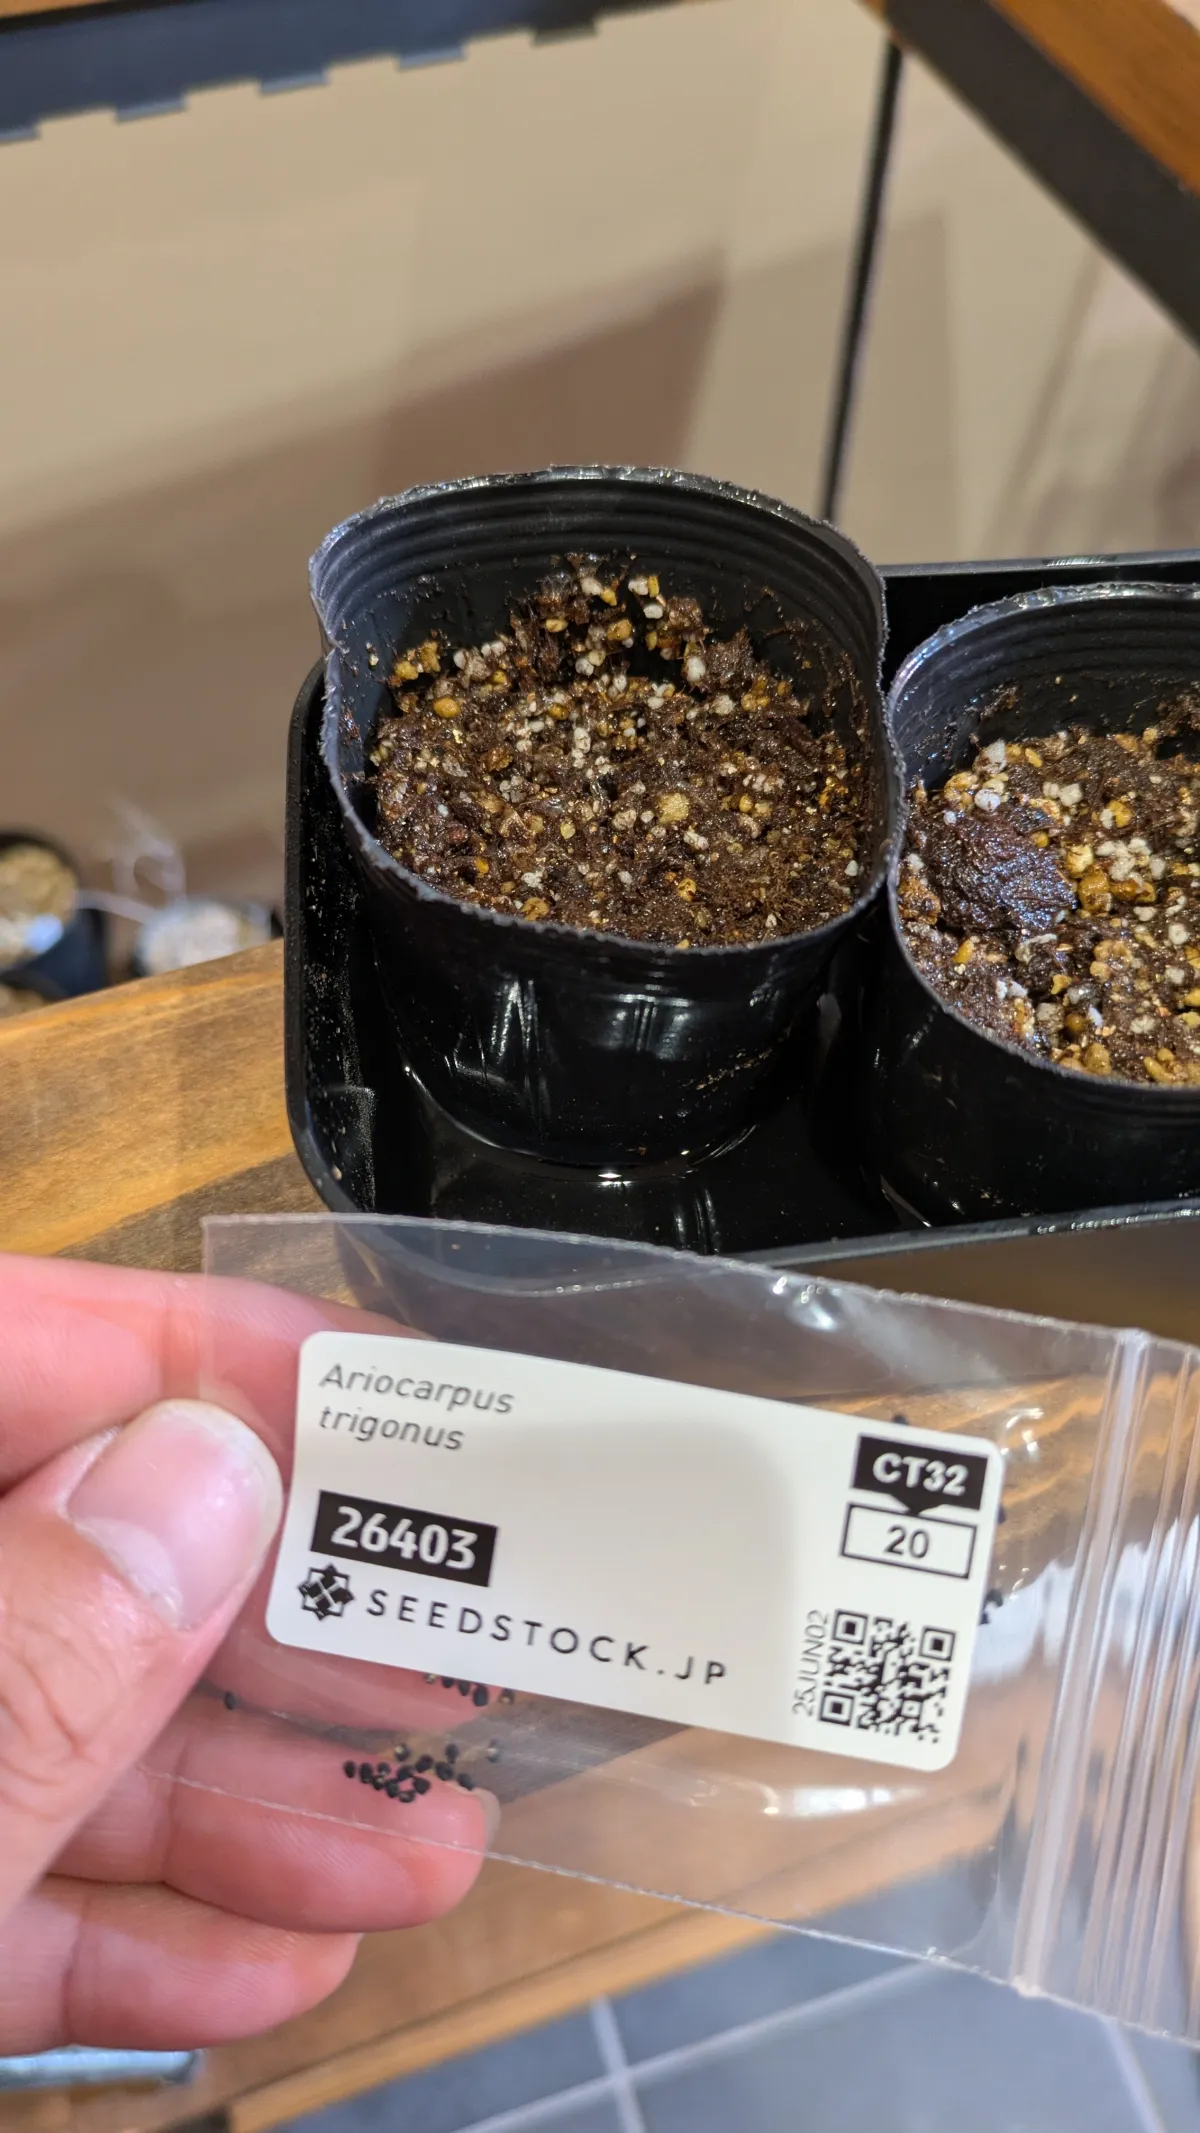 Ariocarpus
trigonus
CT32
20
26403
SEEDSTOCK.JP
25JUN02